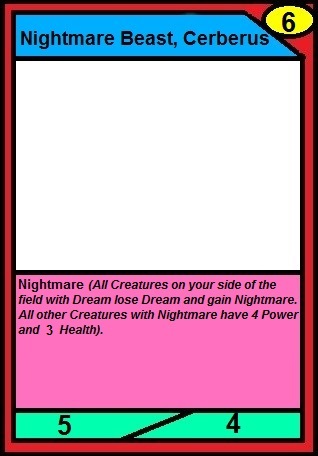 Nightmare Beast, Cerberus
6
Nightmare (All Creatures on your side of the
field with Dream lose Dream and gain Nightmare.
All other Creatures with Nightmare have 4 Power
and 3 Health).
5
4